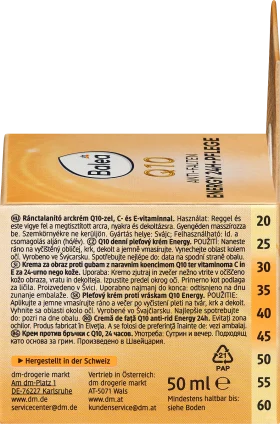 Balea
Q10
ANTI-FALTEN
ENERGY 24H-PFLEGE
Ránctalanító arckrém Q10-zel, C- és E-vitaminnal. Használat: Reggel és
este vigye fel a megtisztított arcra, nyakra és dekoltázsra. Gyengéden masszírozza
be. Szemkörnyékre ne kerüljön. Gyártás helye: Svájc; Felhasználható: ld. a
csomagolás alján (hó/év). CZ Q10 denní pleťový krém Energy. POUŽITÍ: Naneste
ráno na vyčištěný obličej, krk, dekolt a jemně vmasírujte. Vynechejte oblast kolem
očí. Vyrobeno ve Švýcarsku. Spotřebujte nejlépe do: data na spodní straně obalu.
Krema za obraz proti gubam z naravnim koencimom Q10 ter vitaminoma C in
E za 24-urno nego kože. Uporaba: Kremo zjutraj in zvečer nežno vtrite v očiščeno
kožo obraza, vratu in dekolteja. Izpustite predel okrog oči. Primerno kot podlaga
za ličila. Proizvedeno v Švici. Uporabno najmanj do konca: odtisnjeno na dnu
zunanje embalaže. Pleťový krém proti vráskam Q10 Energy. POUŽITIE:
Aplikujte a jemne vmasírujte ráno a večer po vyčistení na tvár, krk a dekolt.
Vyhnite sa oblasti okolo očí. Vyrobené vo Švajčiarsku. Najlepšie spotrebujte
do: pozri na dne obalu. Cremă de față Q10 anti-rid Energy 24h. Evitați zona
ochilor. Produs fabricat în Elveția. A se folosi de preferință înainte de: vezi ambalaj.
Крем против бръчки с Q10, 24 часа. Употреба: Сутрин и вечер. Подходящ
като основа за грим. Произведено в Швейцария.
Hergestellt in der Schweiz
dm-drogerie markt
Am dm-Platz 1
DE-76227 Karlsruhe
www.dm.de
servicecenter@dm.de
Vertrieb in Österreich:
dm drogerie markt
AT-5071 Wals
www.dm.at
kundenservice@dm.at
21
PAP
50 ml ℮
Mindestens haltbar bis:
siehe Boden
20
25
30
35
40
45
50
55
60